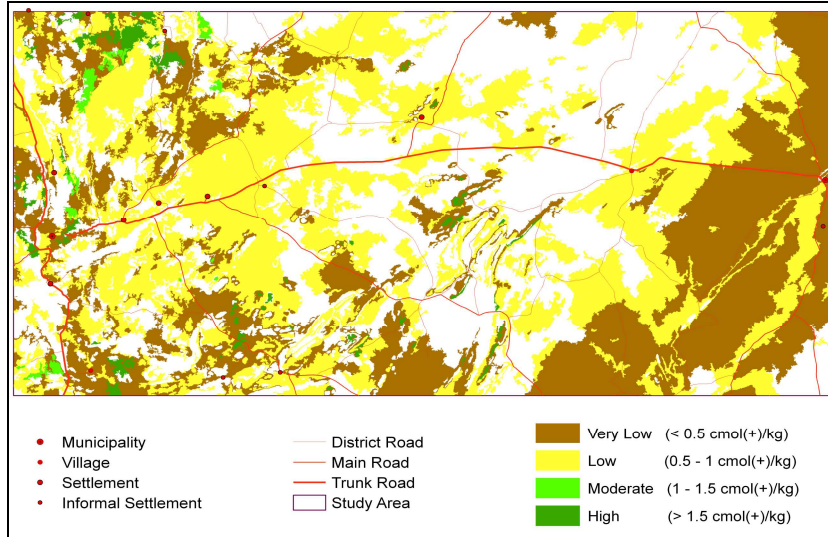 Municipality
Village
Settlement
Informal Settlement
District Road
Main Road
Trunk Road
Study Area
Very Low (< 0.5 cmol(+)/kg)
Low (0.5 - 1 cmol(+)/kg)
Moderate (1 - 1.5 cmol(+)/kg)
High (> 1.5 cmol(+)/kg)